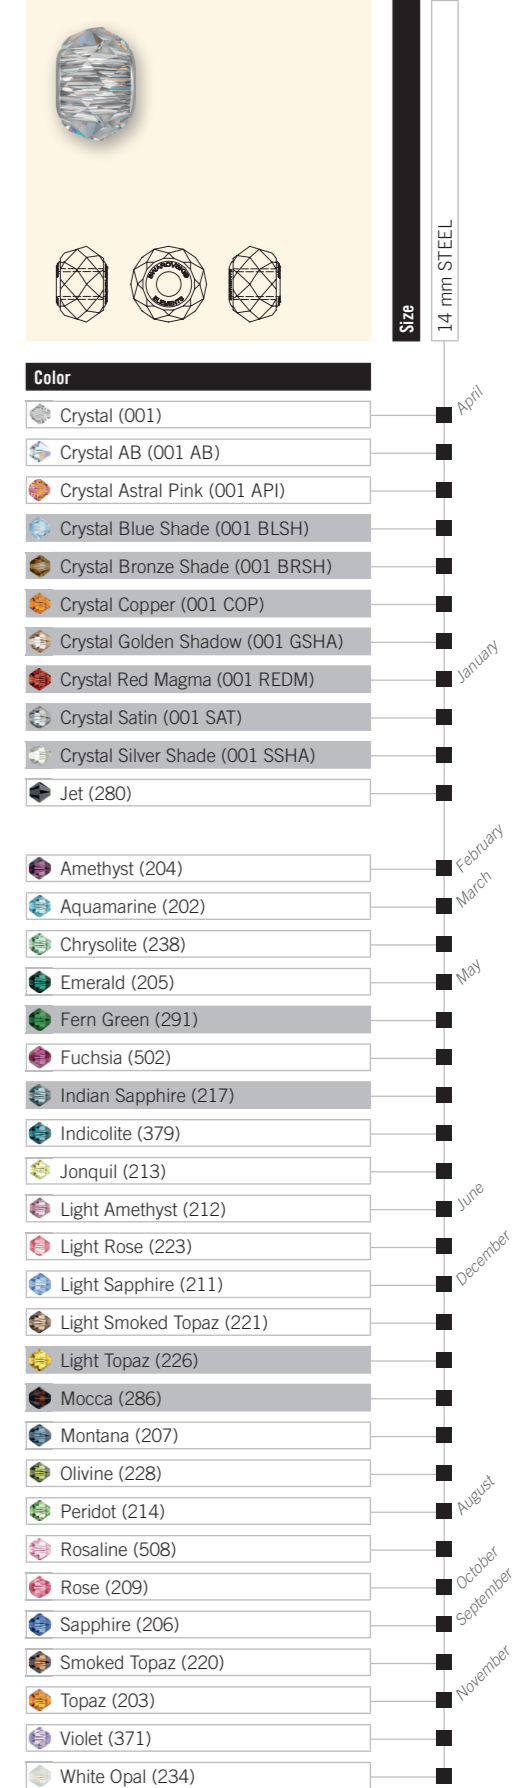 SWAROVSKI
ELEMENTS
Size
14 mm STEEL
Color
Crystal (001)
April
Crystal AB (001 AB)
Crystal Astral Pink (001 API)
Crystal Blue Shade (001 BLSH)
Crystal Bronze Shade (001 BRSH)
Crystal Copper (001 COP)
Crystal Golden Shadow (001 GSHA)
Crystal Red Magma (001 REDM)
January
Crystal Satin (001 SAT)
Crystal Silver Shade (001 SSHA)
Jet (280)
Amethyst (204)
February
Aquamarine (202)
March
Chrysolite (238)
Emerald (205)
May
Fern Green (291)
Fuchsia (502)
Indian Sapphire (217)
Indicolite (379)
Jonquil (213)
Light Amethyst (212)
June
Light Rose (223)
Light Sapphire (211)
December
Light Smoked Topaz (221)
Light Topaz (226)
Mocca (286)
Montana (207)
Olivine (228)
Peridot (214)
August
Rosaline (508)
Rose (209)
October
Sapphire (206)
September
Smoked Topaz (220)
Topaz (203)
November
Violet (371)
White Opal (234)